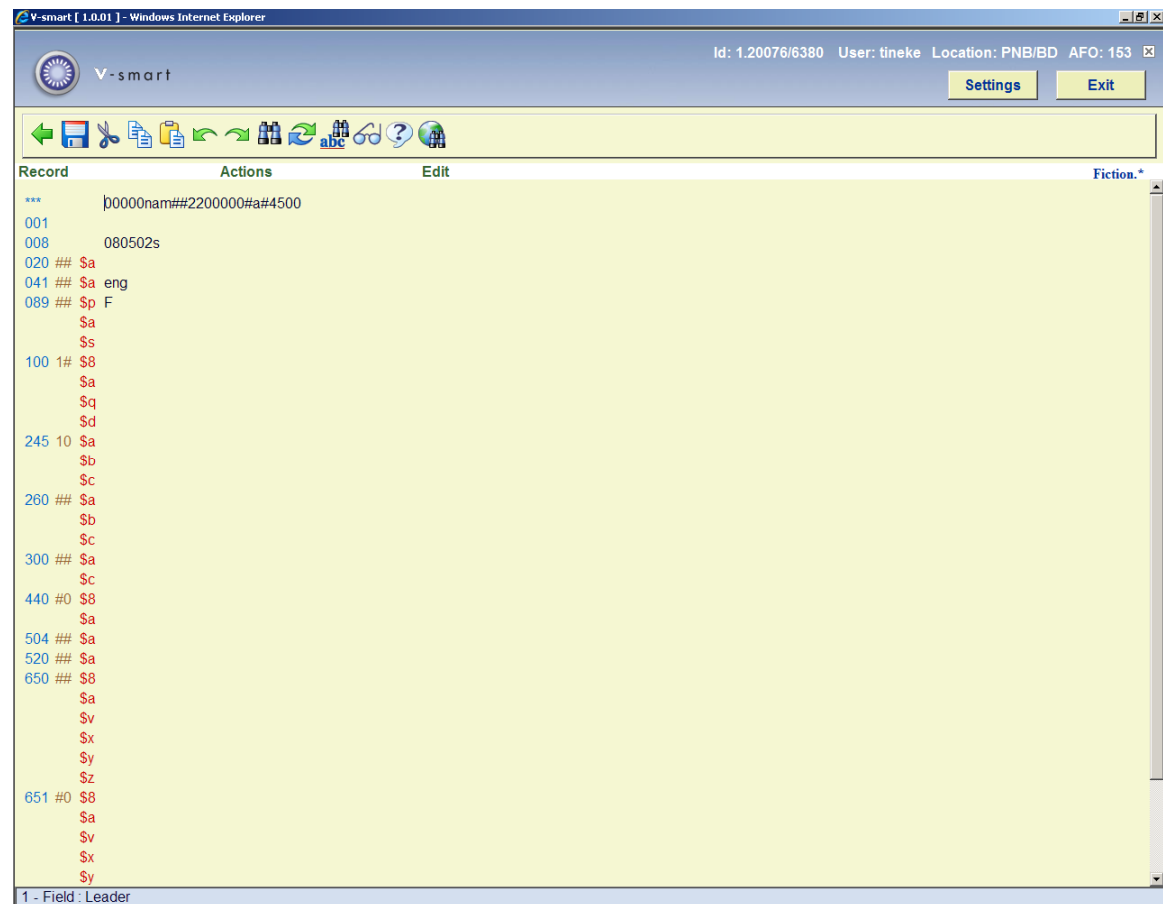 V-smart [ 1.0.01 ] - Windows Internet Explorer
Id: 1.20076/6380 User: tineke Location: PNB/BD AFO: 153
V-smart
Settings Exit
abc
Record Actions Edit Fiction.*
*** 00000nam##2200000#a#4500
001
008 080502s
020 ## $a
041 ## $a eng
089 ## $p F
$a
$s
100 1# $8
$a
$q
$d
245 10 $a
$b
$c
260 ## $a
$b
$c
300 ## $a
$c
440 #0 $8
$a
504 ## $a
520 ## $a
650 ## $8
$a
$v
$x
$y
$z
651 #0 $8
$a
$v
$x
$y
1 - Field : Leader